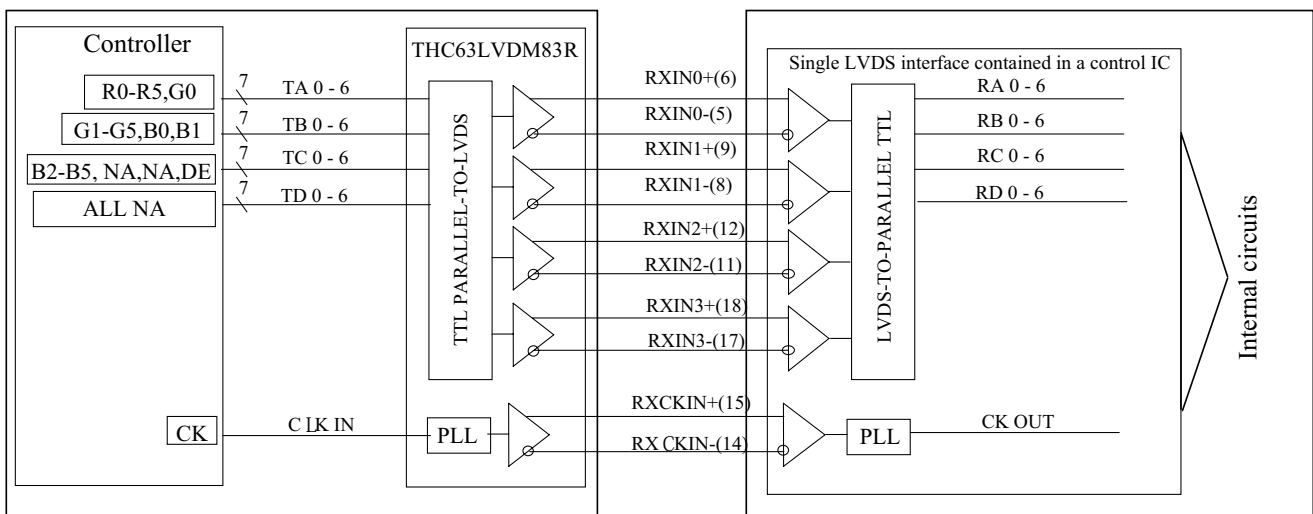 Controller
R0-R5,G0
G1-G5,B0,B1
B2-B5, NA,NA,DE
ALL NA
CK
7
TA 0 - 6
7
TB 0 - 6
7
TC 0 - 6
7
TD 0 - 6
CLK IN
THC63LVDM83R
TTL PARALLEL-TO-LVDS
PLL
RXIN0+(6)
RXIN0-(5)
RXIN1+(9)
RXIN1-(8)
RXIN2+(12)
RXIN2-(11)
RXIN3+(18)
RXIN3-(17)
RXCKIN+(15)
RXCKIN-(14)
Single LVDS interface contained in a control IC
LVDS-TO-PARALLEL TTL
PLL
RA 0 - 6
RB 0 - 6
RC 0 - 6
RD 0 - 6
CK OUT
Internal circuits